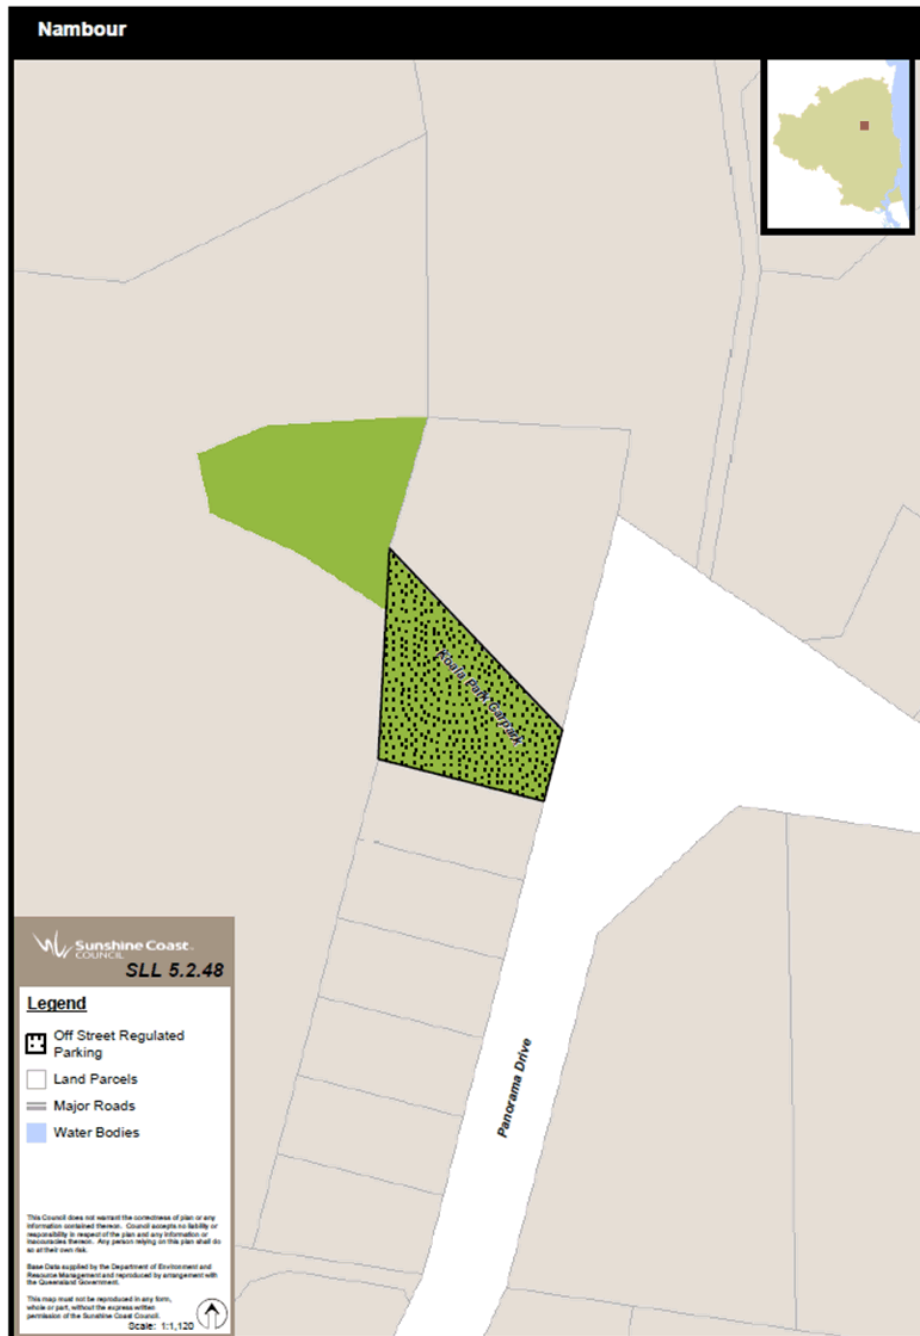 Nambour
Koala Park Carpark
Panorama Drive
Sunshine Coast
COUNCIL
SLL 5.2.48
Legend
Off Street Regulated
Parking
Land Parcels
Major Roads
Water Bodies
This Council does not warrant the correctness of plan or any
information contained thereon. Council accepts no liability or
responsibility in respect of the plan and any information or
inaccuracies thereon. Any person relying on this plan shall do
so at their own risk.
Base Data supplied by the Department of Environment and
Resource Management and reproduced by arrangement with
the Queensland Government.
This map must not be reproduced in any form,
whole or part, without the express written
permission of the Sunshine Coast Council.
Scale: 1:1,120